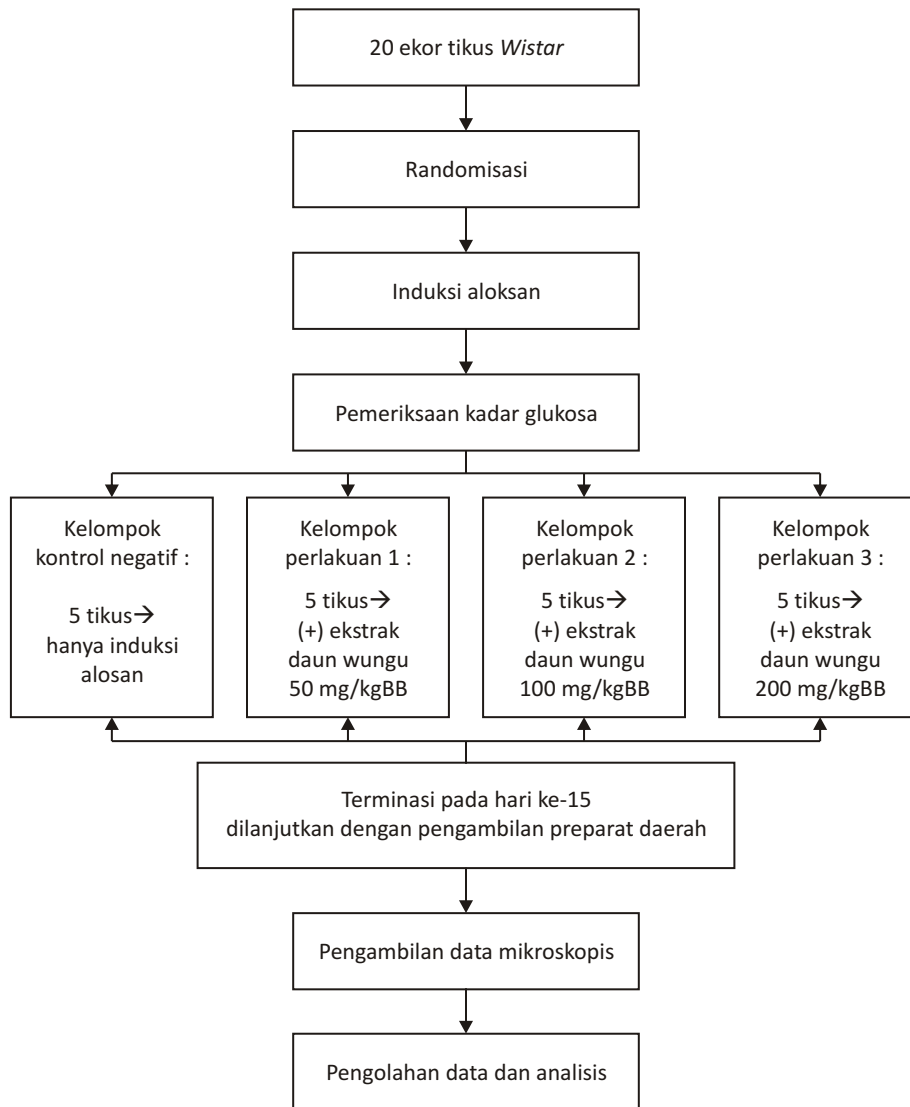 20 ekor tikus Wistar
Randomisasi
Induksi aloksan
Pemeriksaan kadar glukosa
Kelompok
kontrol negatif :
5 tikus→
hanya induksi
alosan
Kelompok
perlakuan 1 :
5 tikus→
(+) ekstrak
daun wungu
50 mg/kgBB
Kelompok
perlakuan 2 :
5 tikus→
(+) ekstrak
daun wungu
100 mg/kgBB
Kelompok
perlakuan 3 :
5 tikus→
(+) ekstrak
daun wungu
200 mg/kgBB
Terminasi pada hari ke-15
dilanjutkan dengan pengambilan preparat daerah
Pengambilan data mikroskopis
Pengolahan data dan analisis